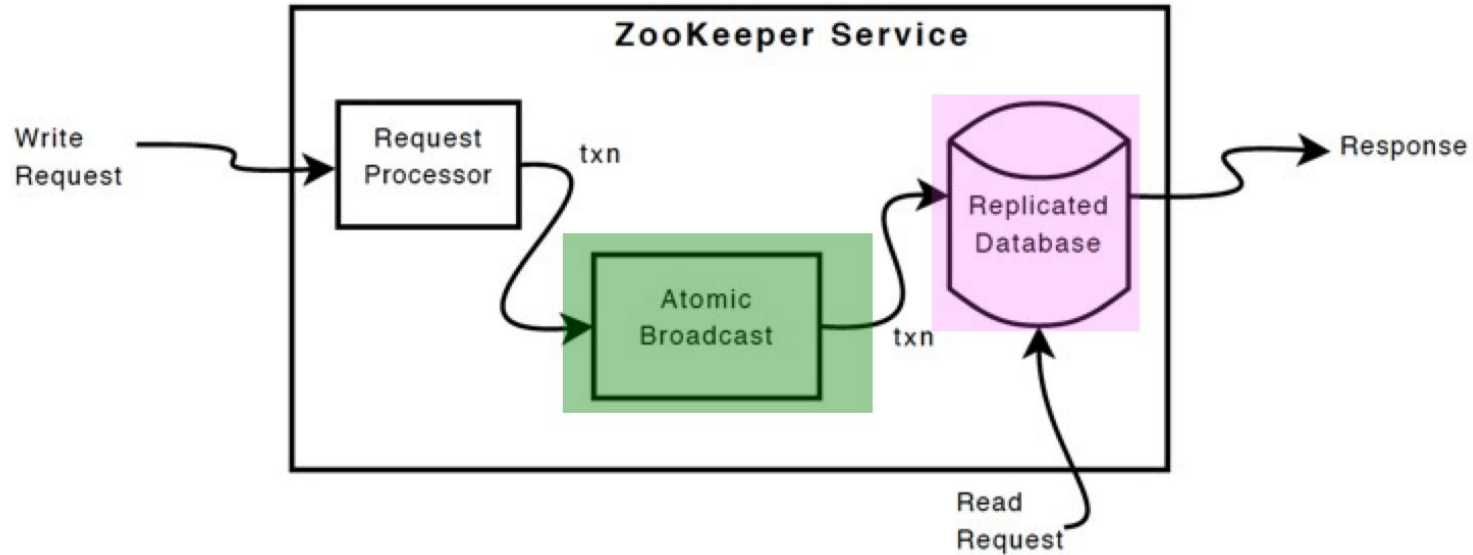 ZooKeeper Service
Write
Request
Request
Processor
txn
Atomic
Broadcast
txn
Replicated
Database
Response
Read
Request